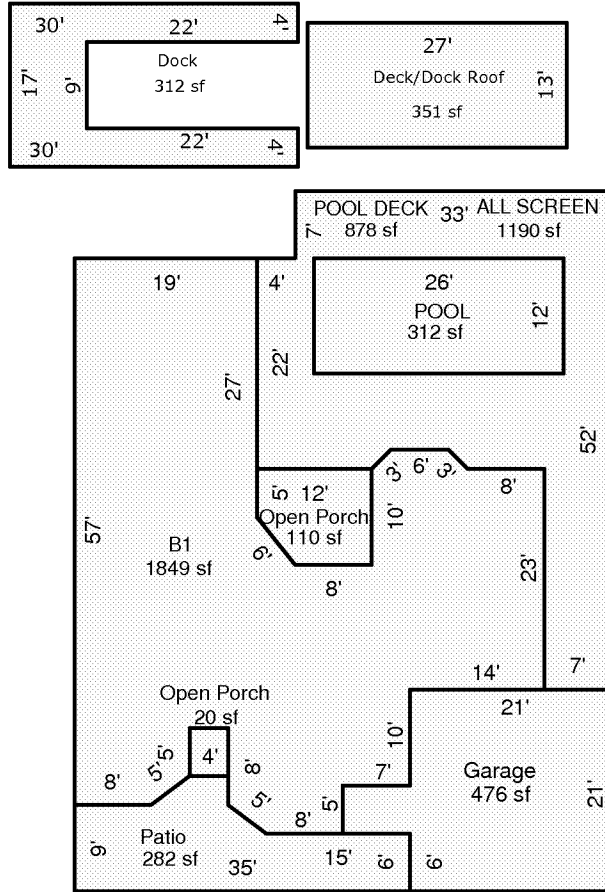 30' 22' 4'
Dock
17' 9' 312 sf
30' 22' 4'
27'
Deck/Dock Roof 13'
351 sf
POOL DECK 33' ALL SCREEN
7' 878 sf 1190 sf
19' 4' 26'
POOL 12'
312 sf
27' 22'
52'
3' 6' 3' 8'
5' 12' 10'
Open Porch
110 sf
57' B1 6'
1849 sf 8' 23'
14' 7'
Open Porch 21'
20 sf
5' 4' 8' 10'
8' 5' 7' Garage
476 sf 21'
5' 8' 5'
9' Patio
282 sf 35' 15' 6' 6'